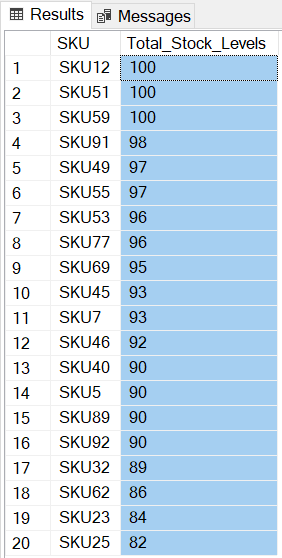 Results Messages
SKU Total_Stock_Levels
1 SKU12 100
2 SKU51 100
3 SKU59 100
4 SKU91 98
5 SKU49 97
6 SKU55 97
7 SKU53 96
8 SKU77 96
9 SKU69 95
10 SKU45 93
11 SKU7 93
12 SKU46 92
13 SKU40 90
14 SKU5 90
15 SKU89 90
16 SKU92 90
17 SKU32 89
18 SKU62 86
19 SKU23 84
20 SKU25 82